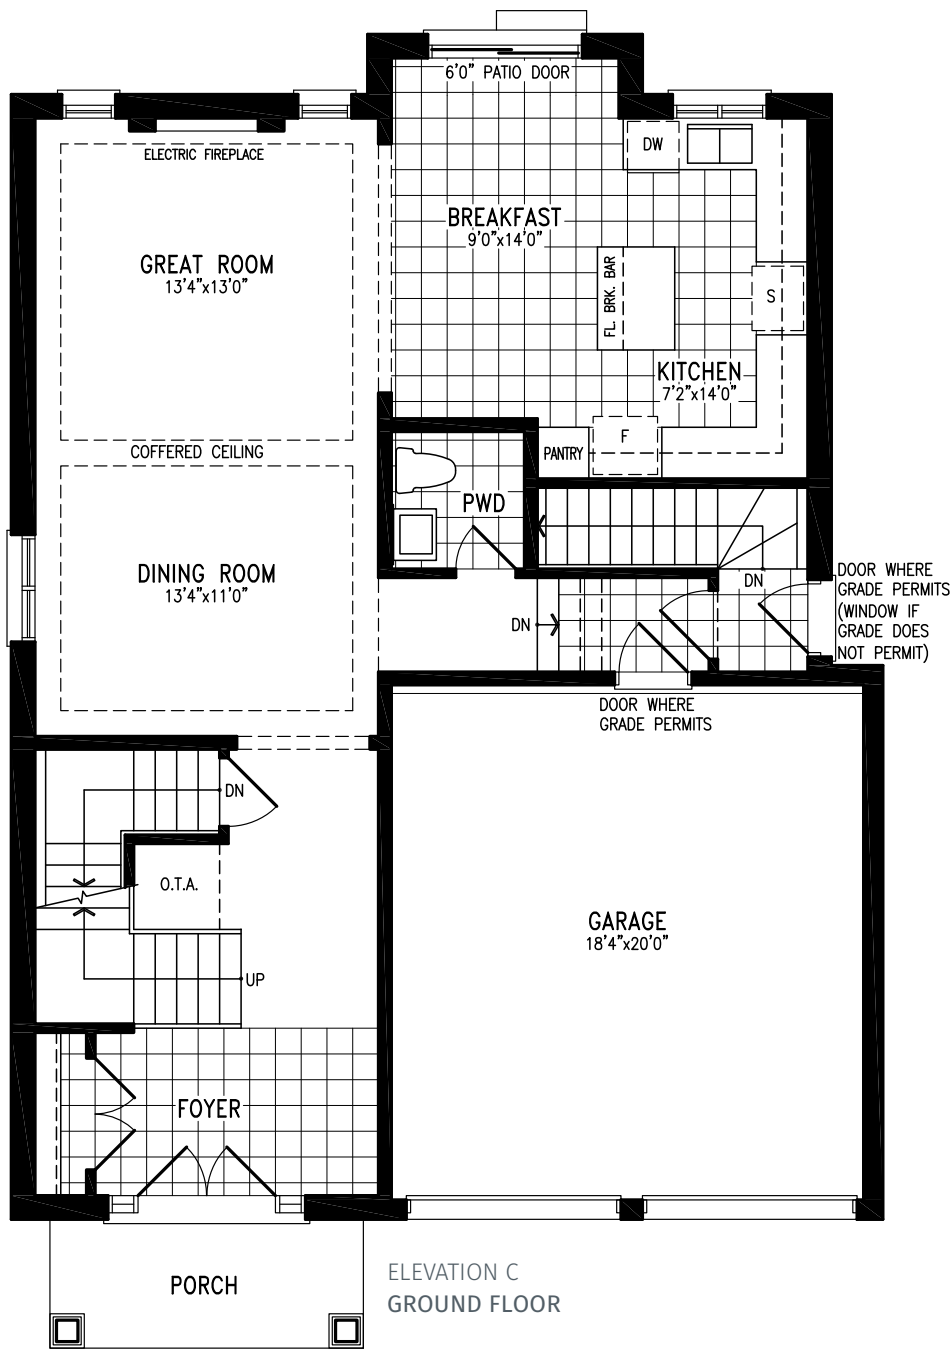 6'0" PATIO DOOR
DW
ELECTRIC FIREPLACE
BREAKFAST
9'0"x14'0"
GREAT ROOM
13'4"x13'0"
FL. BRK. BAR
S
KITCHEN
7'2"x14'0"
F
PANTRY
COFFERED CEILING
PWD
DINING ROOM
13'4"x11'0"
DN
DN
DOOR WHERE
GRADE PERMITS
(WINDOW IF
GRADE DOES
NOT PERMIT)
DOOR WHERE
GRADE PERMITS
DN
O.T.A.
GARAGE
18'4"x20'0"
UP
FOYER
PORCH
ELEVATION C
GROUND FLOOR